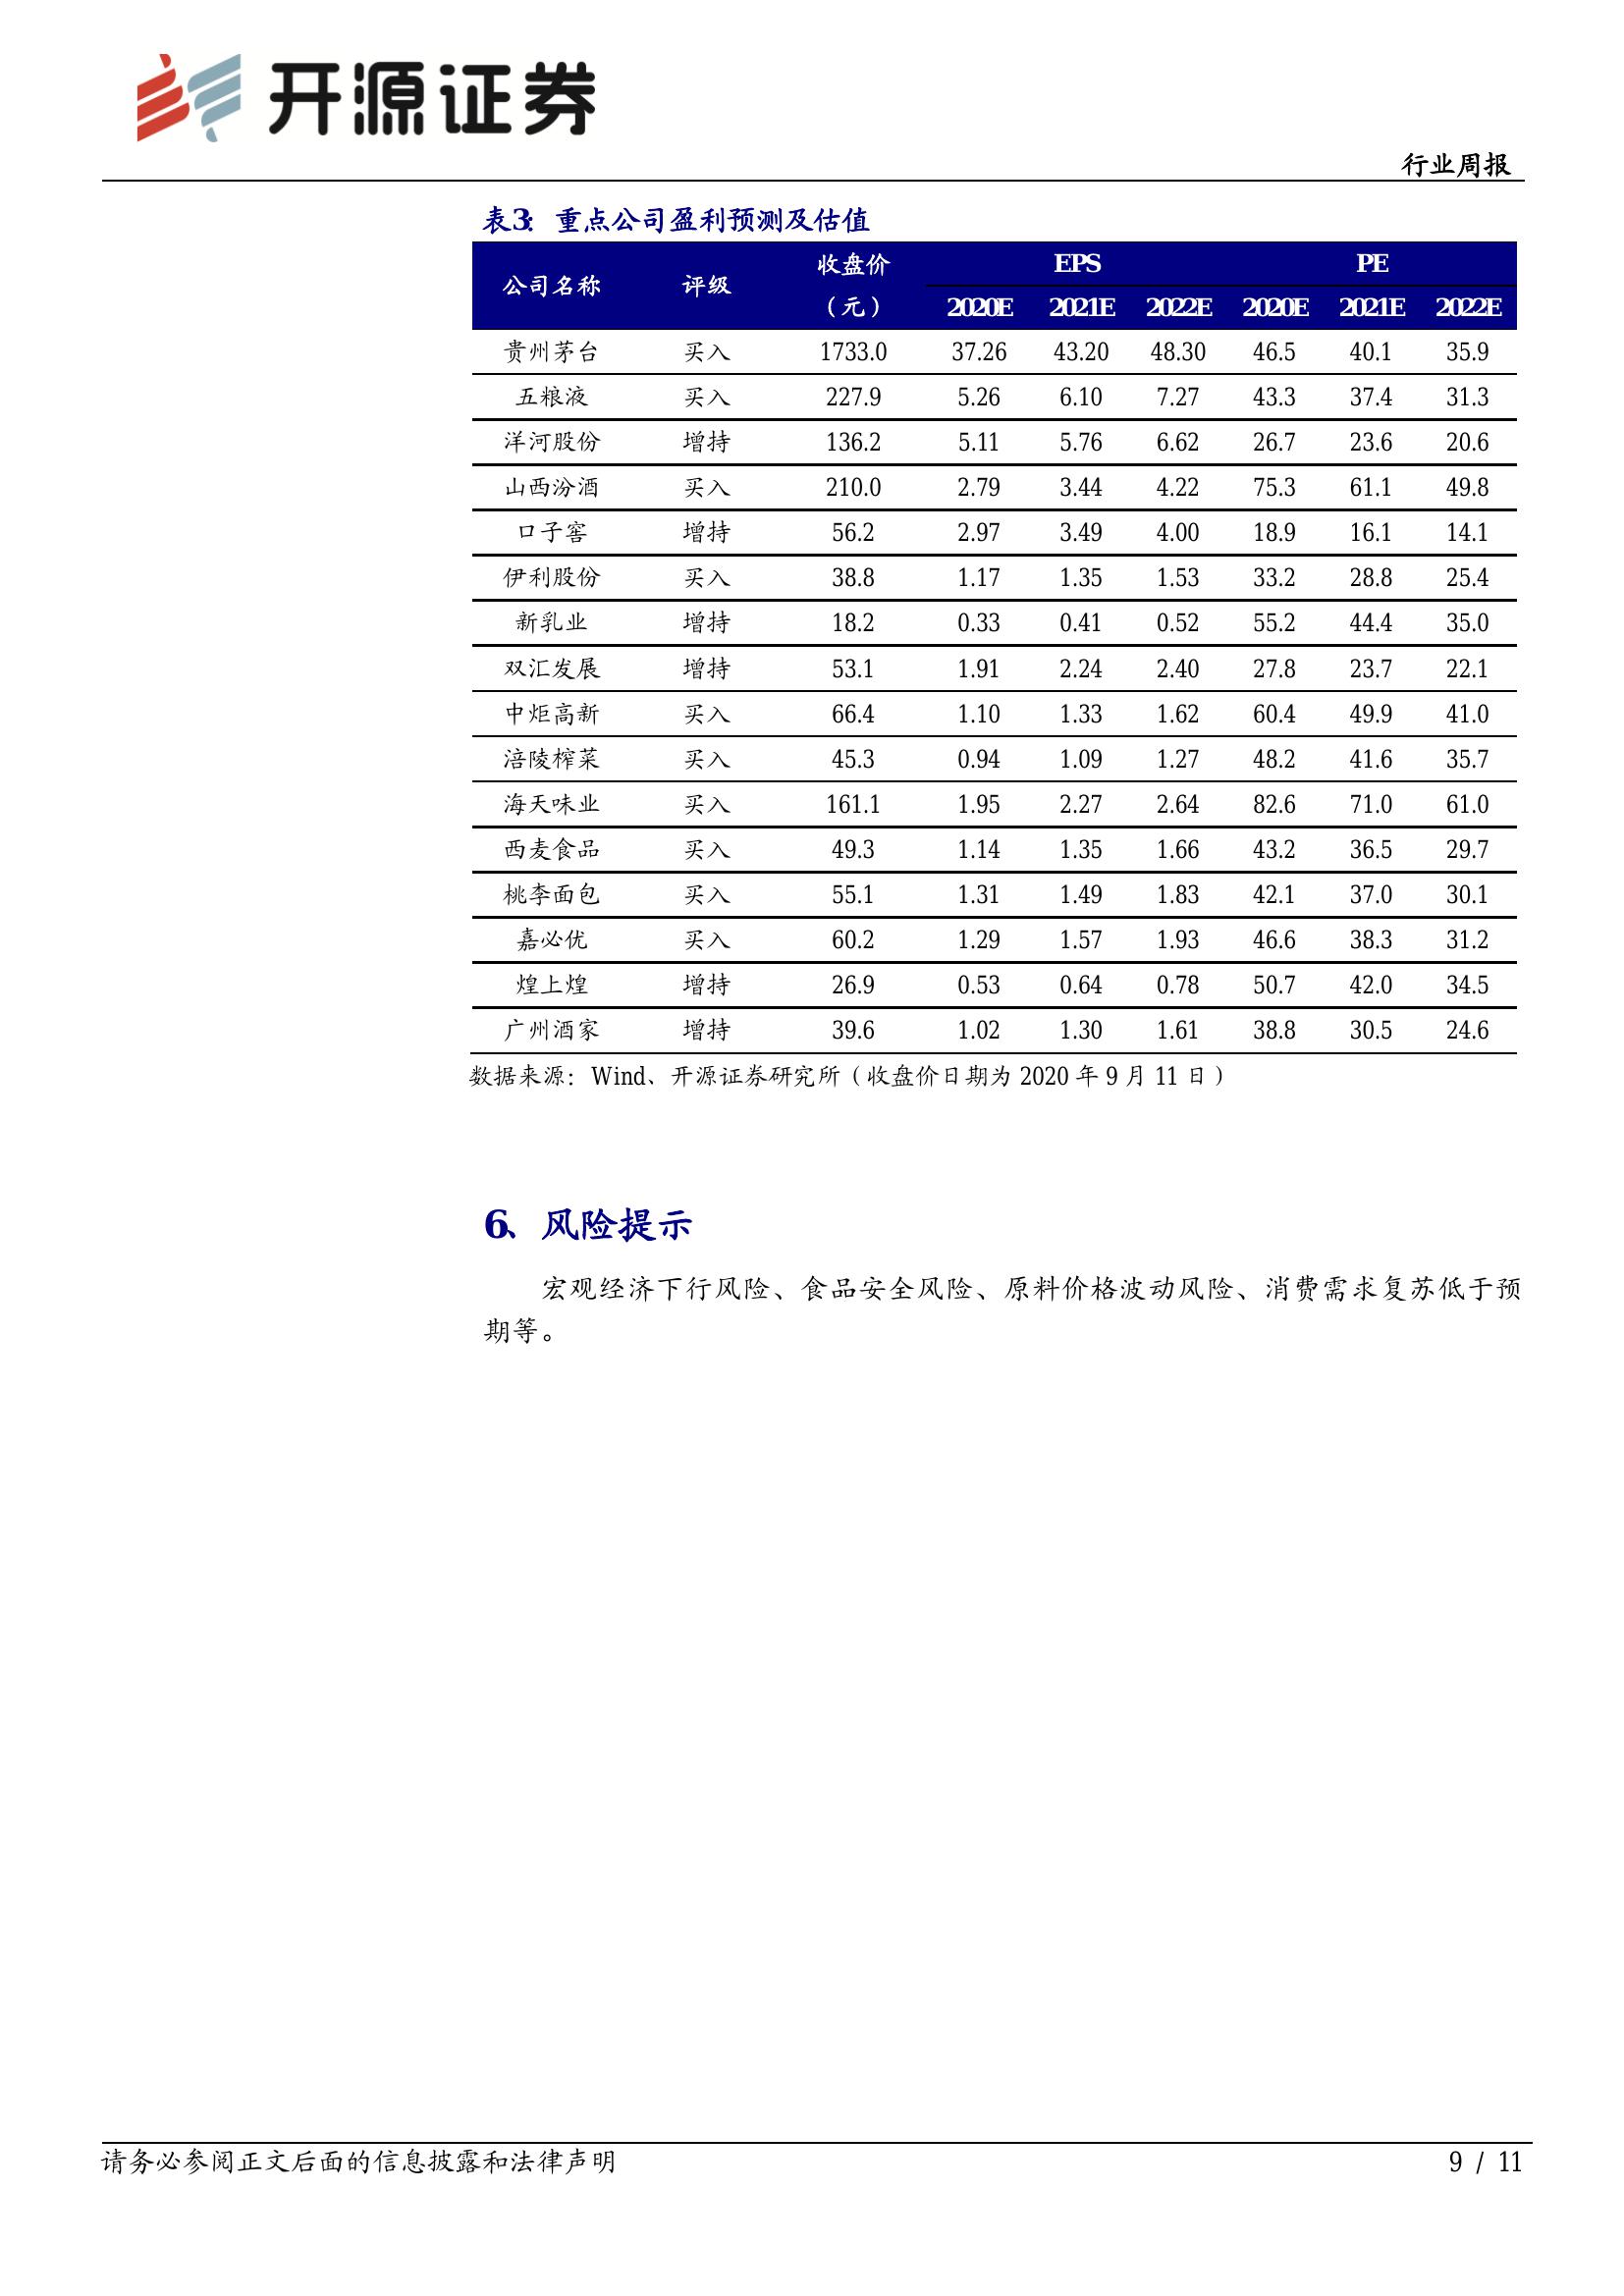 开源证券
行业周报
表3：重点公司盈利预测及估值
公司名称 评级 收盘价（元） EPS PE
2020E 2021E 2022E 2020E 2021E 2022E
贵州茅台 买入 1733.0 37.26 43.20 48.30 46.5 40.1 35.9
五粮液 买入 227.9 5.26 6.10 7.27 43.3 37.4 31.3
洋河股份 增持 136.2 5.11 5.76 6.62 26.7 23.6 20.6
山西汾酒 买入 210.0 2.79 3.44 4.22 75.3 61.1 49.8
口子窖 增持 56.2 2.97 3.49 4.00 18.9 16.1 14.1
伊利股份 买入 38.8 1.17 1.35 1.53 33.2 28.8 25.4
新乳业 增持 18.2 0.33 0.41 0.52 55.2 44.4 35.0
双汇发展 增持 53.1 1.91 2.24 2.40 27.8 23.7 22.1
中炬高新 买入 66.4 1.10 1.33 1.62 60.4 49.9 41.0
涪陵榨菜 买入 45.3 0.94 1.09 1.27 48.2 41.6 35.7
海天味业 买入 161.1 1.95 2.27 2.64 82.6 71.0 61.0
西麦食品 买入 49.3 1.14 1.35 1.66 43.2 36.5 29.7
桃李面包 买入 55.1 1.31 1.49 1.83 42.1 37.0 30.1
嘉必优 买入 60.2 1.29 1.57 1.93 46.6 38.3 31.2
煌上煌 增持 26.9 0.53 0.64 0.78 50.7 42.0 34.5
广州酒家 增持 39.6 1.02 1.30 1.61 38.8 30.5 24.6
数据来源：Wind、开源证券研究所（收盘价日期为 2020 年 9 月 11 日）
6、风险提示
宏观经济下行风险、食品安全风险、原料价格波动风险、消费需求复苏低于预
期等。
请务必参阅正文后面的信息披露和法律声明
9 / 11